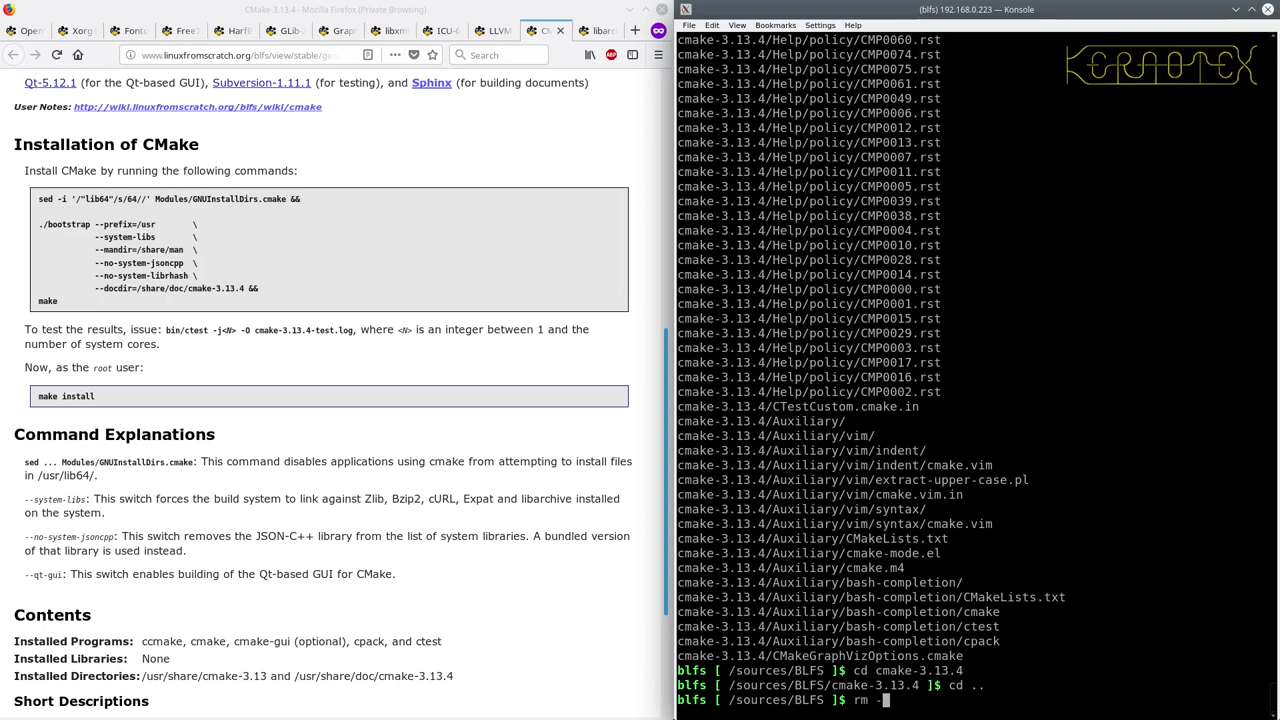 CMake-3.13.4 - Mozilla Firefox (Private Browsing)
Open
Xorg
Fonto
Free
HarfB
GLib-
Grap
libxm
ICU-6
LLVM
CM
libarc
www.linuxfromscratch.org/blfs/view/stable/ge
Search
Qt-5.12.1 (for the Qt-based GUI), Subversion-1.11.1 (for testing), and Sphinx (for building documents)
User Notes: http://wiki.linuxfromscratch.org/blfs/wiki/cmake
Installation of CMake
Install CMake by running the following commands:
sed -i '/"lib64"/s/64//' Modules/GNUInstallDirs.cmake &&
./bootstrap --prefix=/usr \
--system-libs \
--mandir=/share/man \
--no-system-jsoncpp \
--no-system-librhash \
--docdir=/share/doc/cmake-3.13.4 &&
make
To test the results, issue: bin/ctest -j<N> -O cmake-3.13.4-test.log, where <N> is an integer between 1 and the
number of system cores.
Now, as the root user:
make install
Command Explanations
sed ... Modules/GNUInstallDirs.cmake: This command disables applications using cmake from attempting to install files
in /usr/lib64/.
--system-libs: This switch forces the build system to link against Zlib, Bzip2, cURL, Expat and libarchive installed
on the system.
--no-system-jsoncpp: This switch removes the JSON-C++ library from the list of system libraries. A bundled version
of that library is used instead.
--qt-gui: This switch enables building of the Qt-based GUI for CMake.
Contents
Installed Programs: ccmake, cmake, cmake-gui (optional), cpack, and ctest
Installed Libraries: None
Installed Directories: /usr/share/cmake-3.13 and /usr/share/doc/cmake-3.13.4
Short Descriptions
(blfs) 192.168.0.223 — Konsole
File Edit View Bookmarks Settings Help
KERNOTEX
cmake-3.13.4/Help/policy/CMP0060.rst
cmake-3.13.4/Help/policy/CMP0074.rst
cmake-3.13.4/Help/policy/CMP0075.rst
cmake-3.13.4/Help/policy/CMP0061.rst
cmake-3.13.4/Help/policy/CMP0049.rst
cmake-3.13.4/Help/policy/CMP0006.rst
cmake-3.13.4/Help/policy/CMP0012.rst
cmake-3.13.4/Help/policy/CMP0013.rst
cmake-3.13.4/Help/policy/CMP0007.rst
cmake-3.13.4/Help/policy/CMP0011.rst
cmake-3.13.4/Help/policy/CMP0005.rst
cmake-3.13.4/Help/policy/CMP0039.rst
cmake-3.13.4/Help/policy/CMP0038.rst
cmake-3.13.4/Help/policy/CMP0004.rst
cmake-3.13.4/Help/policy/CMP0010.rst
cmake-3.13.4/Help/policy/CMP0028.rst
cmake-3.13.4/Help/policy/CMP0014.rst
cmake-3.13.4/Help/policy/CMP0000.rst
cmake-3.13.4/Help/policy/CMP0001.rst
cmake-3.13.4/Help/policy/CMP0015.rst
cmake-3.13.4/Help/policy/CMP0029.rst
cmake-3.13.4/Help/policy/CMP0003.rst
cmake-3.13.4/Help/policy/CMP0017.rst
cmake-3.13.4/Help/policy/CMP0016.rst
cmake-3.13.4/Help/policy/CMP0002.rst
cmake-3.13.4/CTestCustom.cmake.in
cmake-3.13.4/Auxiliary/
cmake-3.13.4/Auxiliary/vim/
cmake-3.13.4/Auxiliary/vim/indent/
cmake-3.13.4/Auxiliary/vim/indent/cmake.vim
cmake-3.13.4/Auxiliary/vim/extract-upper-case.pl
cmake-3.13.4/Auxiliary/vim/cmake.vim.in
cmake-3.13.4/Auxiliary/vim/syntax/
cmake-3.13.4/Auxiliary/vim/syntax/cmake.vim
cmake-3.13.4/Auxiliary/CMakeLists.txt
cmake-3.13.4/Auxiliary/cmake-mode.el
cmake-3.13.4/Auxiliary/cmake.m4
cmake-3.13.4/Auxiliary/bash-completion/
cmake-3.13.4/Auxiliary/bash-completion/CMakeLists.txt
cmake-3.13.4/Auxiliary/bash-completion/cmake
cmake-3.13.4/Auxiliary/bash-completion/ctest
cmake-3.13.4/Auxiliary/bash-completion/cpack
cmake-3.13.4/CMakeGraphVizOptions.cmake
blfs [ /sources/BLFS ]$ cd cmake-3.13.4
blfs [ /sources/BLFS/cmake-3.13.4 ]$ cd ..
blfs [ /sources/BLFS ]$ rm -